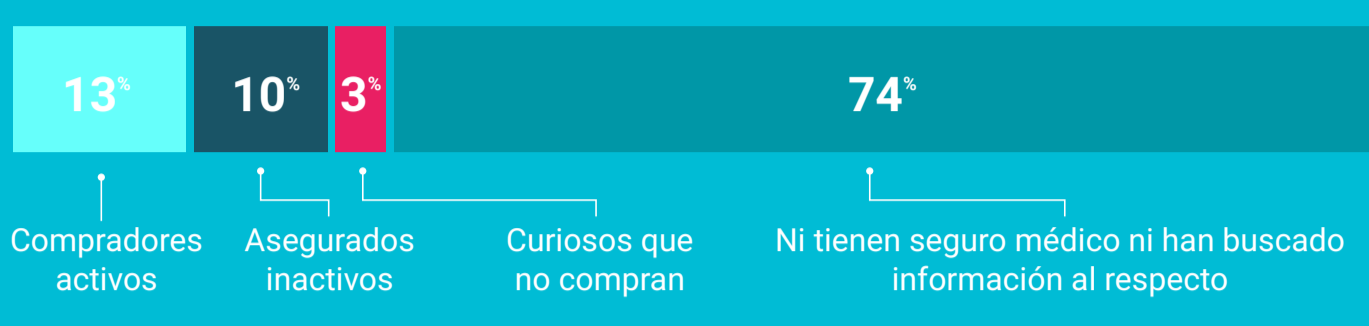 13%
10%
3%
74%
Compradores
activos
Asegurados
inactivos
Curiosos que
no compran
Ni tienen seguro médico ni han buscado
información al respecto